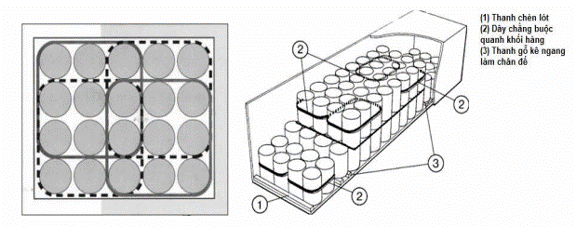 (1) Thanh chèn lót
(2) Dây chằng buộc
quanh khối hàng
(3) Thanh gỗ kê ngang
làm chân đế
2
2
2
3
1